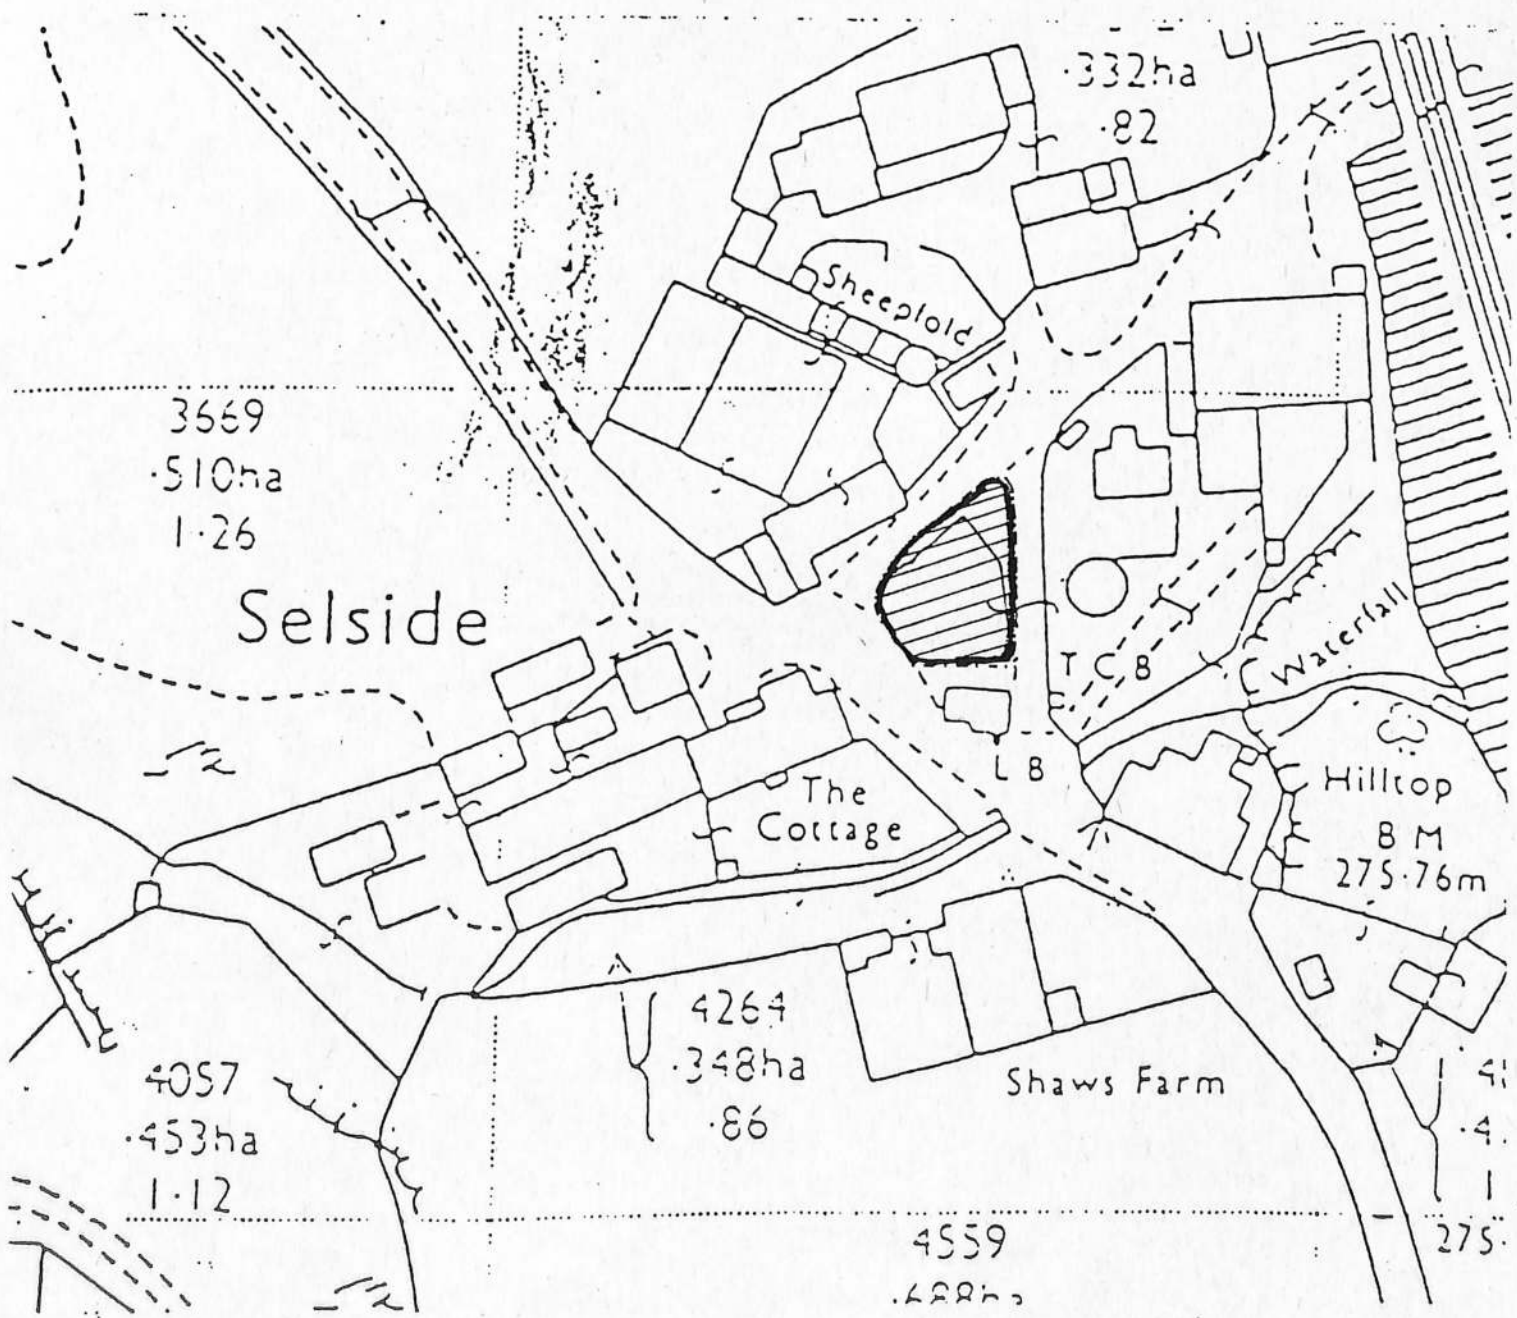 ·332ha
·82
Sheepfold
3669
·510ha
1·26
Selside
Waterfall
T C B
L B
The
Cottage
Hilltop
B M
275·76m
4264
·348ha
·86
Shaws Farm
4057
·453ha
1·12
4559
275·